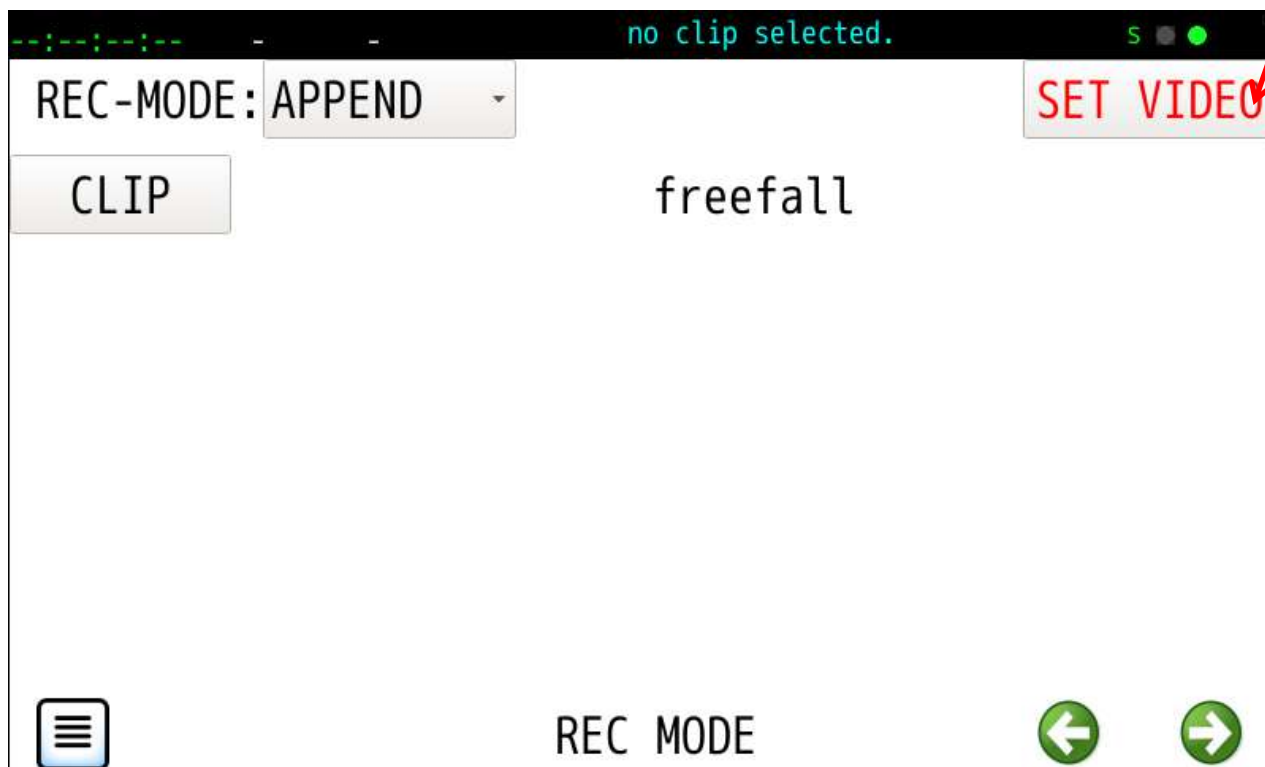 --:--:--:-- - - no clip selected. S
REC-MODE: APPEND SET VIDEO
CLIP freefall
REC MODE